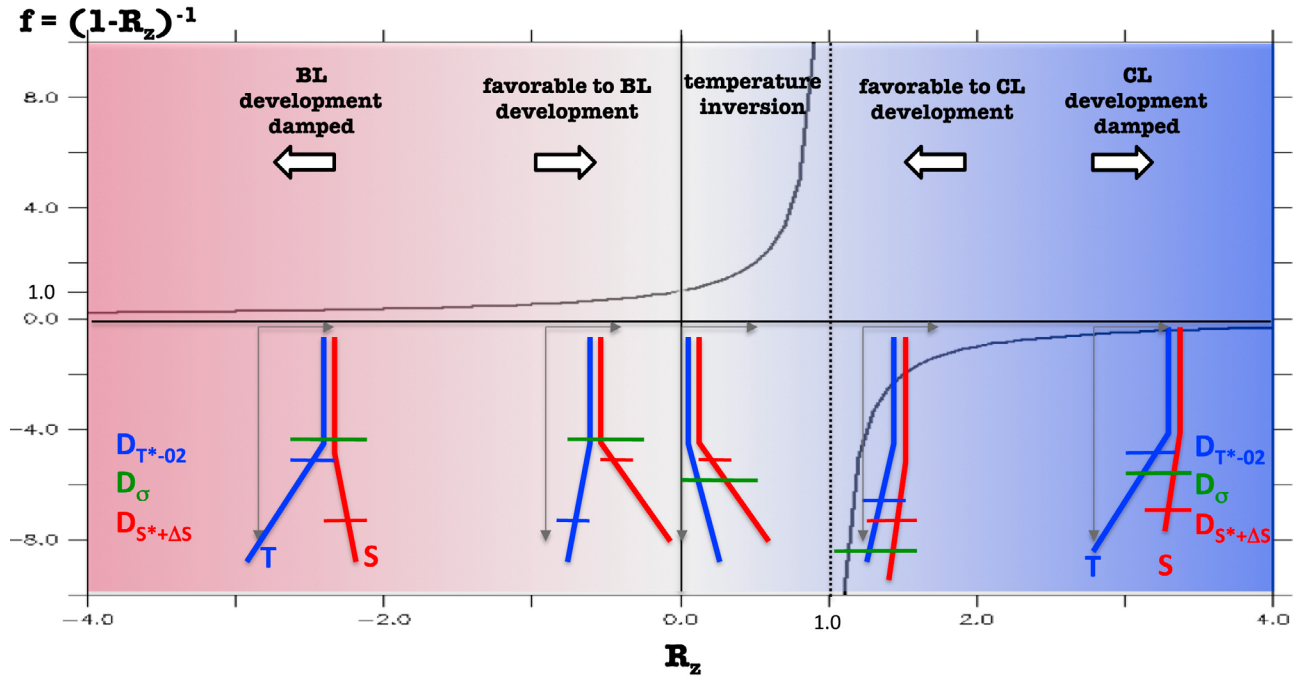 f = (1-Rz)-1
BL
development
damped
favorable to BL
development
temperature
inversion
favorable to CL
development
CL
development
damped
8.0
4.0
1.0
0.0
-4.0
-8.0
DT*-02
Dσ
DS*+ΔS
T
S
DT*-02
Dσ
DS*+ΔS
T
S
-4.0
-2.0
0.0
1.0
2.0
4.0
Rz